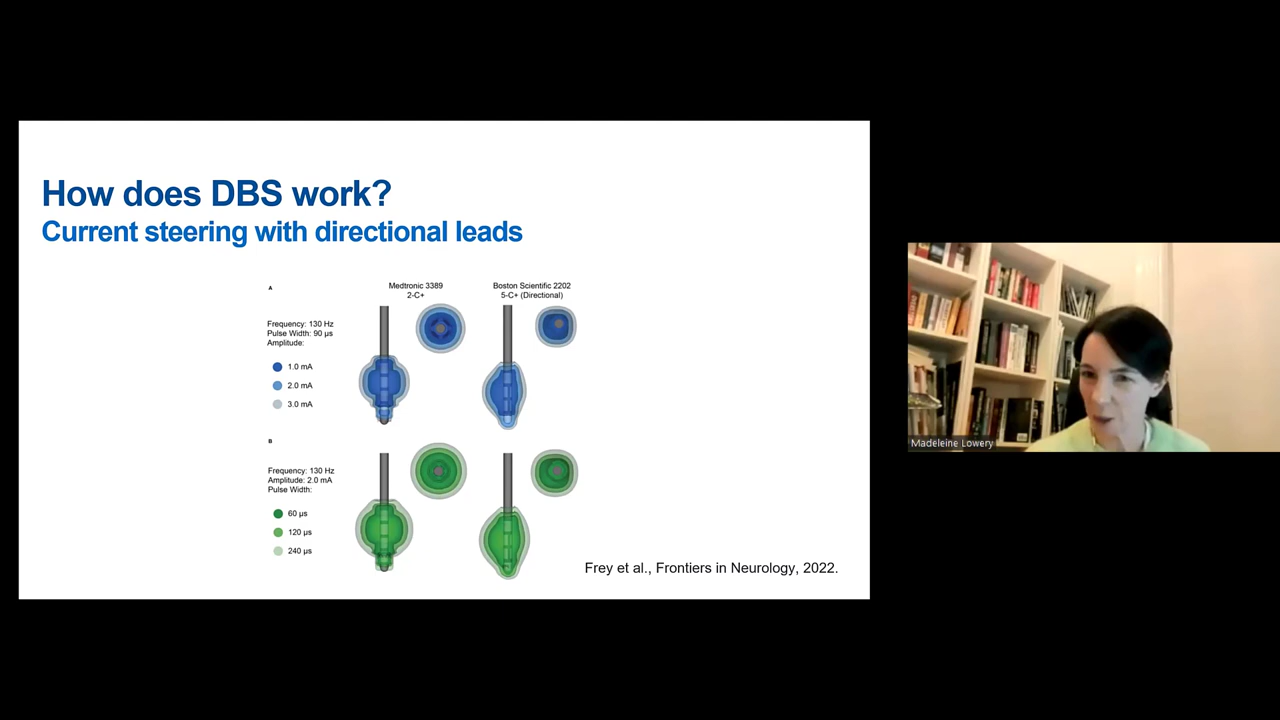 How does DBS work?
Current steering with directional leads
A
Medtronic 3389
2-C+
Boston Scientific 2202
5-C+ (Directional)
Frequency: 130 Hz
Pulse Width: 90 µs
Amplitude:
1.0 mA
2.0 mA
3.0 mA
B
Frequency: 130 Hz
Amplitude: 2.0 mA
Pulse Width:
60 µs
120 µs
240 µs
Frey et al., Frontiers in Neurology, 2022.
Madeleine Lowery